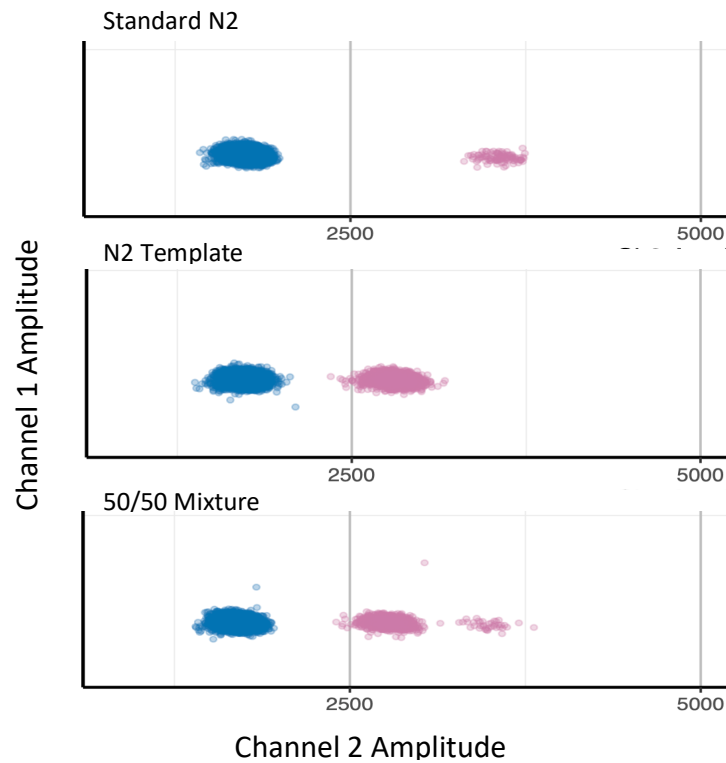 Standard N2
2500
5000
N2 Template
2500
5000
50/50 Mixture
2500
5000
Channel 1 Amplitude
Channel 2 Amplitude